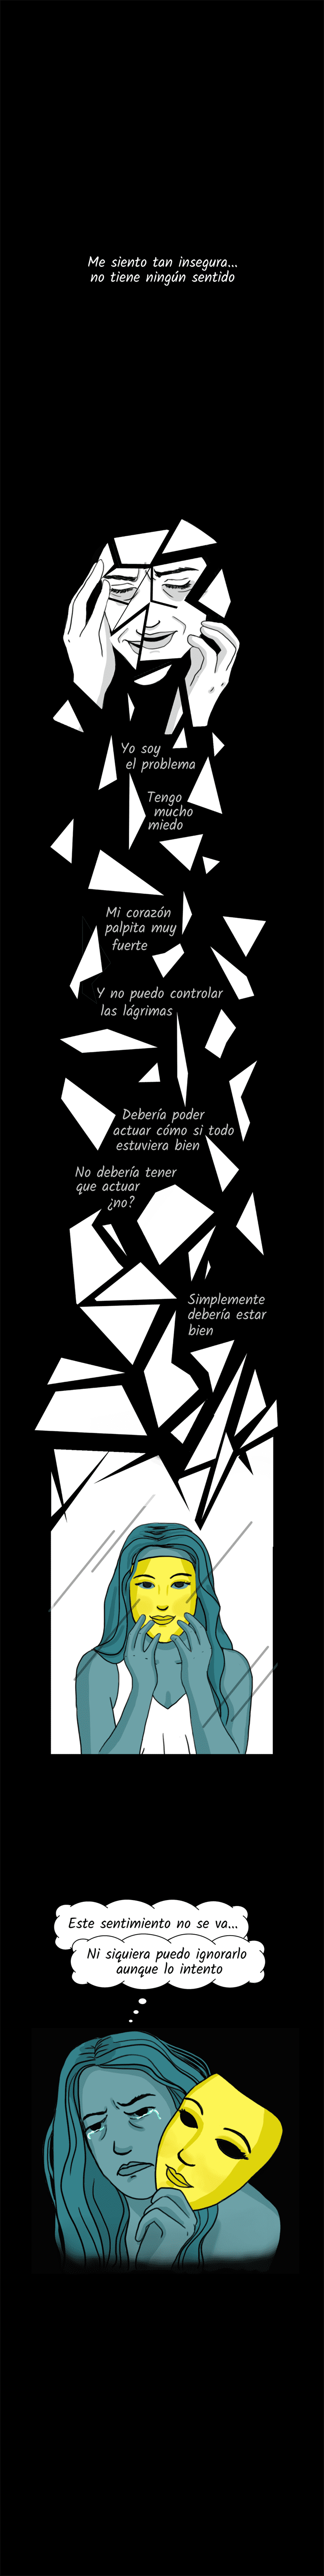 Me siento tan insegura...
no tiene ningún sentido
Yo soy
el problema
Tengo
mucho
miedo
Mi corazón
palpita muy
fuerte
Y no puedo controlar
las lágrimas
Debería poder
actuar cómo si todo
estuviera bien
No debería tener
que actuar
¿no?
Simplemente
debería estar
bien
Este sentimiento no se va...
Ni siquiera puedo ignorarlo
aunque lo intento